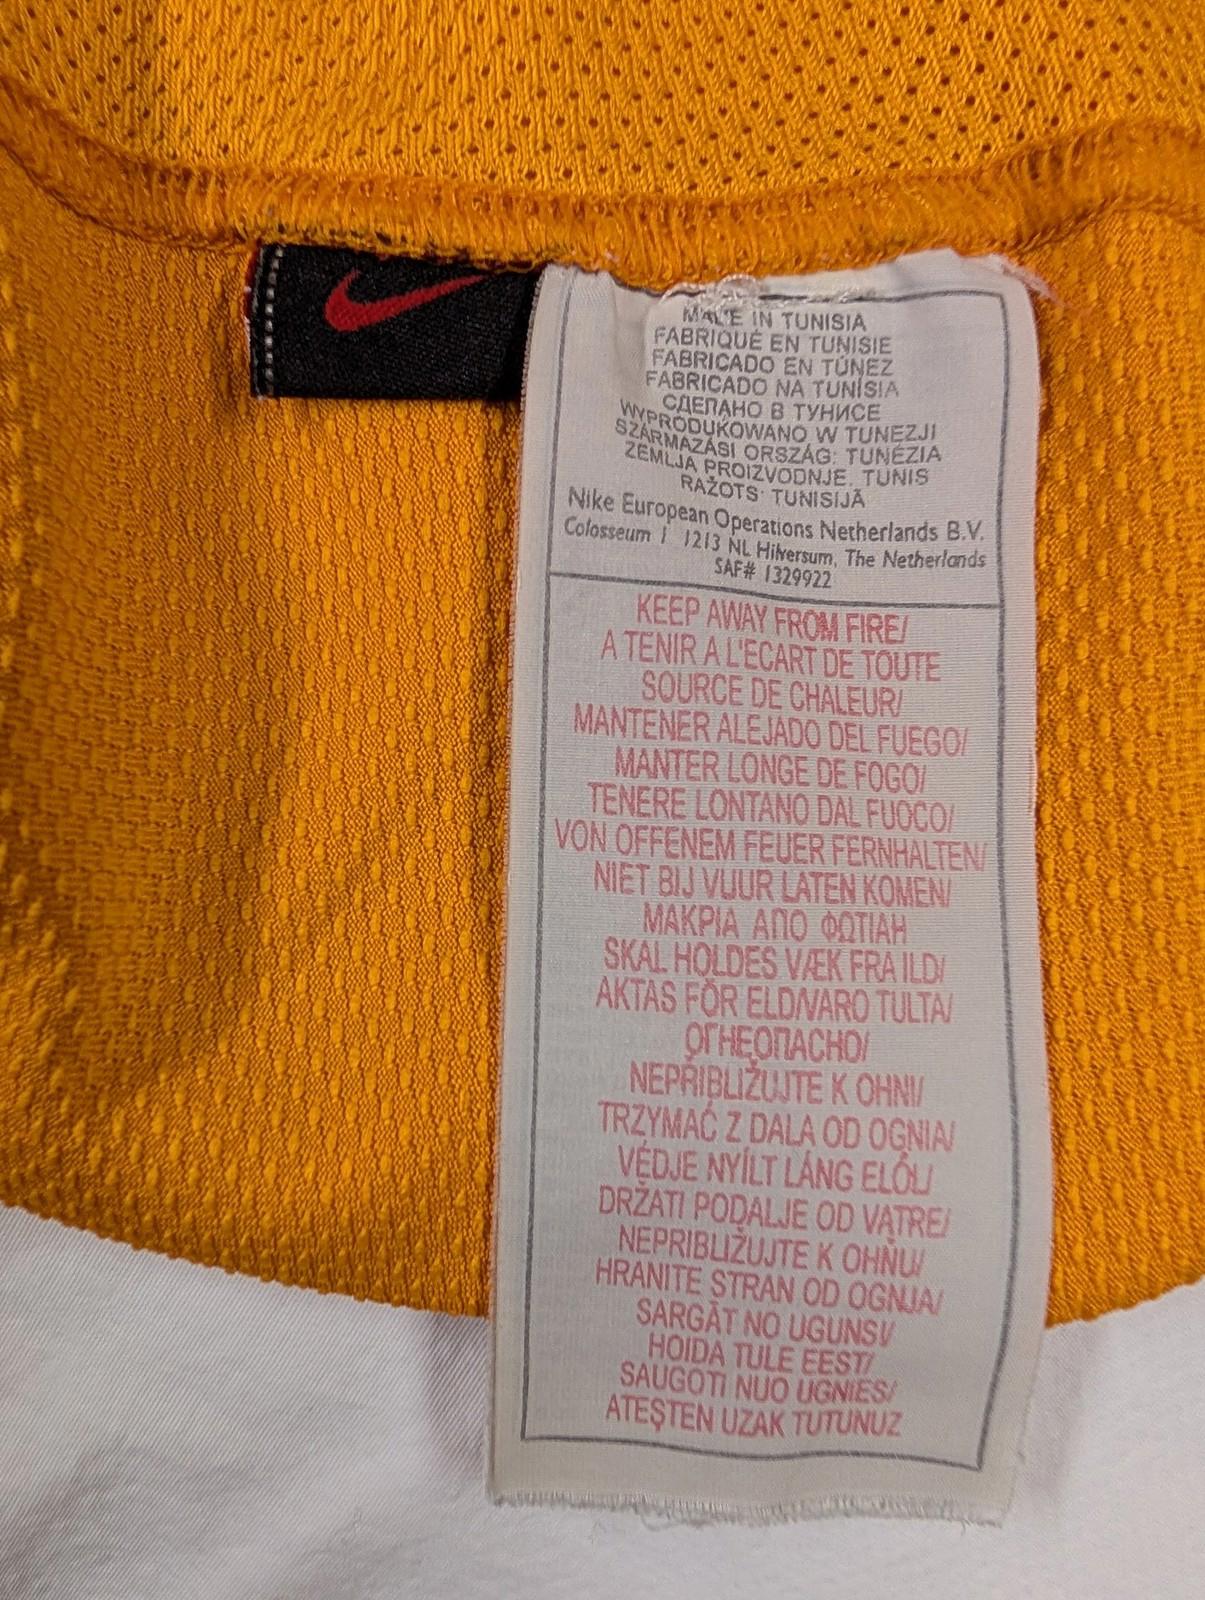 MADE IN TUNISIA
FABRIQUÉ EN TUNISIE
FABRICADO EN TÚNEZ
FABRICADO NA TUNÍSIA
СДЕЛАНО В ТУНИСЕ
WYPRODUKOWANO W TUNEZJI
SZÁRMAZÁSI ORSZÁG: TUNÉZIA
ZEMLJA PROIZVODNJE. TUNIS
RAŽOTS TUNISIJĀ
Nike European Operations Netherlands B.V.
Colosseum 1 1213 NL Hilversum, The Netherlands
SAF# 1329922
KEEP AWAY FROM FIRE/
A TENIR A L'ECART DE TOUTE
SOURCE DE CHALEUR/
MANTENER ALEJADO DEL FUEGO/
MANTER LONGE DE FOGO/
TENERE LONTANO DAL FUOCO/
VON OFFENEM FEUER FERNHALTEN/
NIET BIJ VUUR LATEN KOMEN/
ΜΑΚΡΙΑ ΑΠΟ ΦΩΤΙΑΗ
SKAL HOLDES VÆK FRA ILD/
AKTAS FÖR ELD/VARO TULTA/
ОГНЕОПАСНО/
NEPŘIBLIŽUJTE K OHNI/
TRZYMAĆ Z DALA OD OGNIA/
VÉDJE NYÍLT LÁNG ELŐL/
DRŽATI PODALJE OD VATRE/
NEPRIBLIŽUJTE K OHŇU/
HRANITE STRAN OD OGNJA/
SARGĀT NO UGUNS/
HOIDA TULE EEST/
SAUGOTI NUO UGNIES/
ATEŞTEN UZAK TUTUNUZ